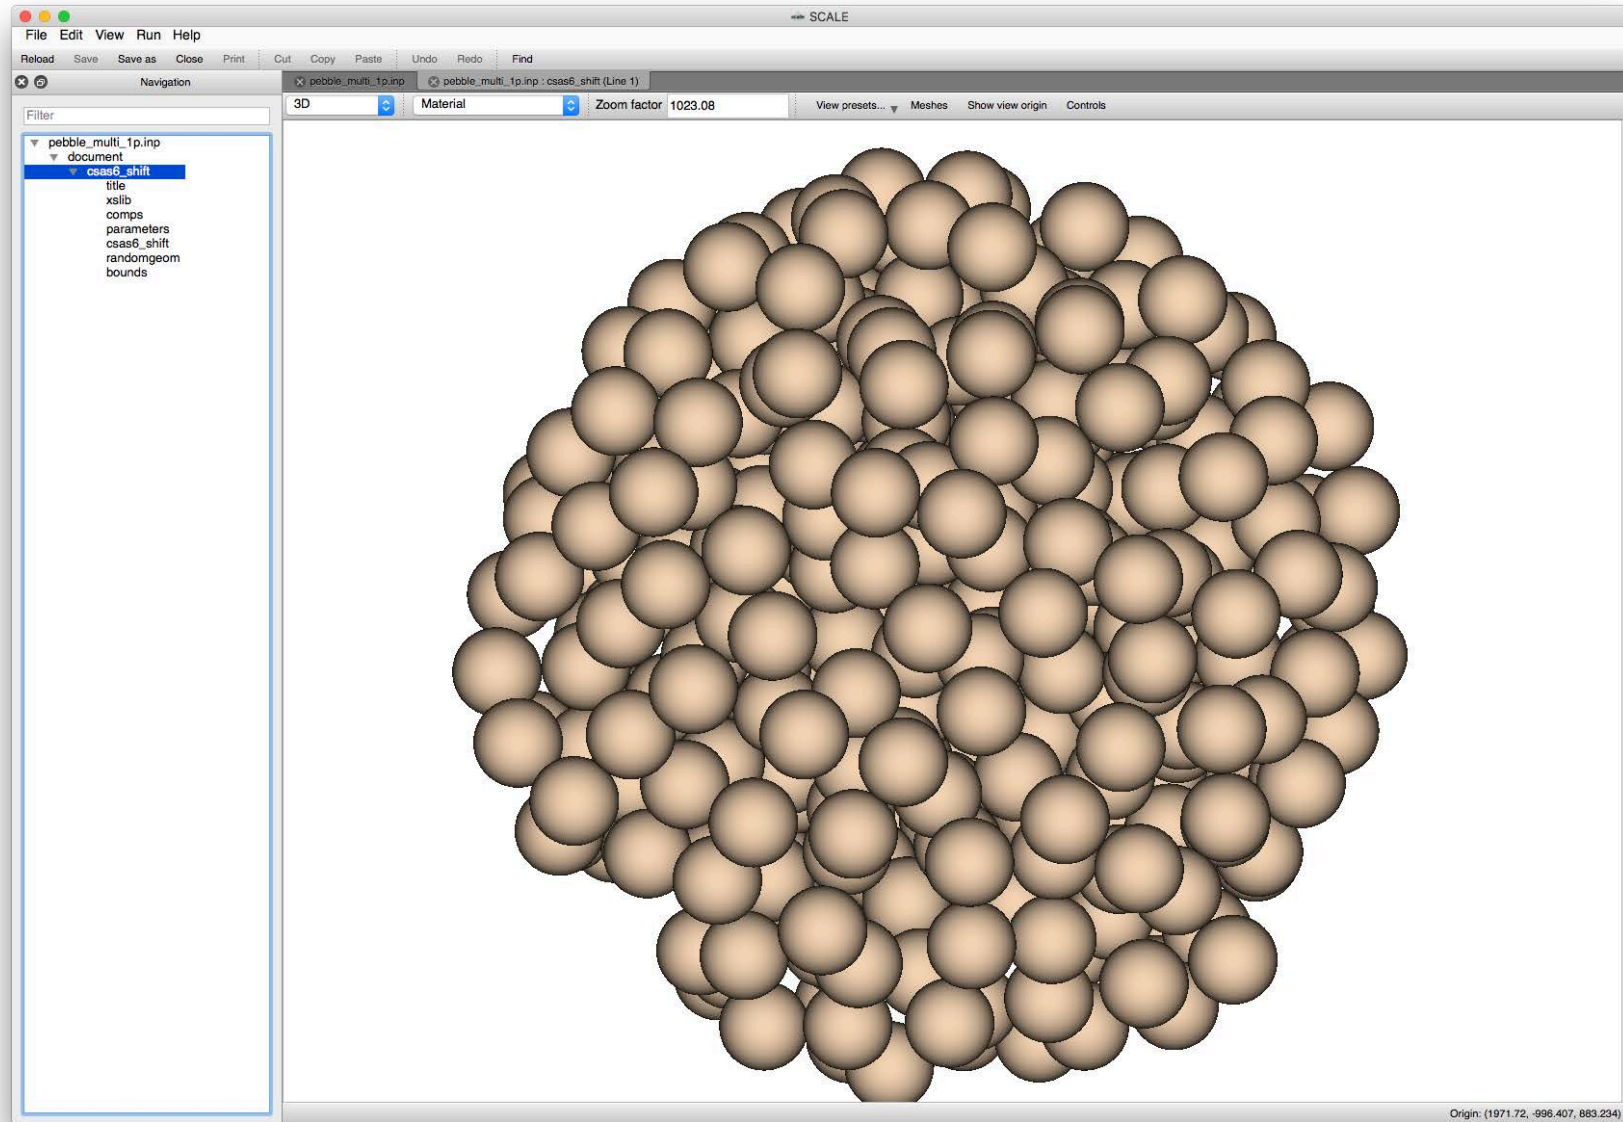 SCALE
File Edit View Run Help
Reload Save Save as Close Print Cut Copy Paste Undo Redo Find
Navigation
pebble_multi_1p.inp
pebble_multi_1p.inp : csas6_shift (Line 1)
3D
Material
Zoom factor 1023.08
View presets... Meshes Show view origin Controls
Filter
pebble_multi_1p.inp
document
csas6_shift
title
xslib
comps
parameters
csas6_shift
randomgeom
bounds
Origin: (1971.72, -996.407, 883.234)